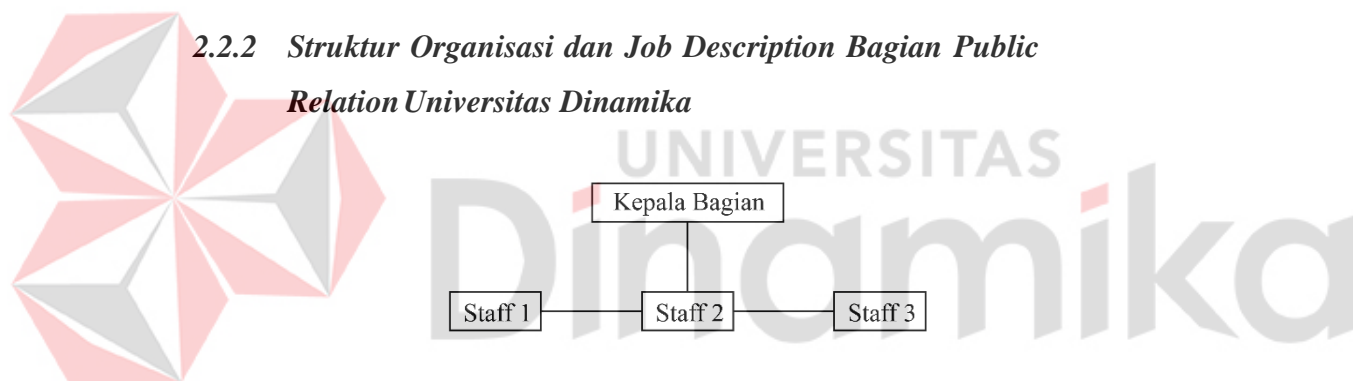 2.2.2 Struktur Organisasi dan Job Description Bagian Public
Relation Universitas Dinamika
UNIVERSITAS
Dinamika
Kepala Bagian
Staff 1 Staff 2 Staff 3